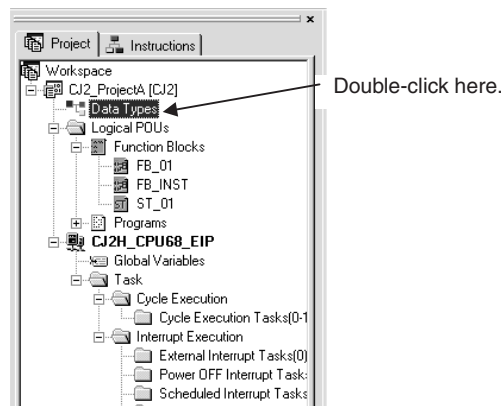 Project
Instructions
Workspace
CJ2_ProjectA [CJ2]
Data Types
Double-click here.
Logical POUs
Function Blocks
FB_01
FB_INST
ST_01
Programs
CJ2H_CPU68_EIP
Global Variables
Task
Cycle Execution
Cycle Execution Tasks(0-1
Interrupt Execution
External Interrupt Tasks(0)
Power OFF Interrupt Task:
Scheduled Interrupt Tasks